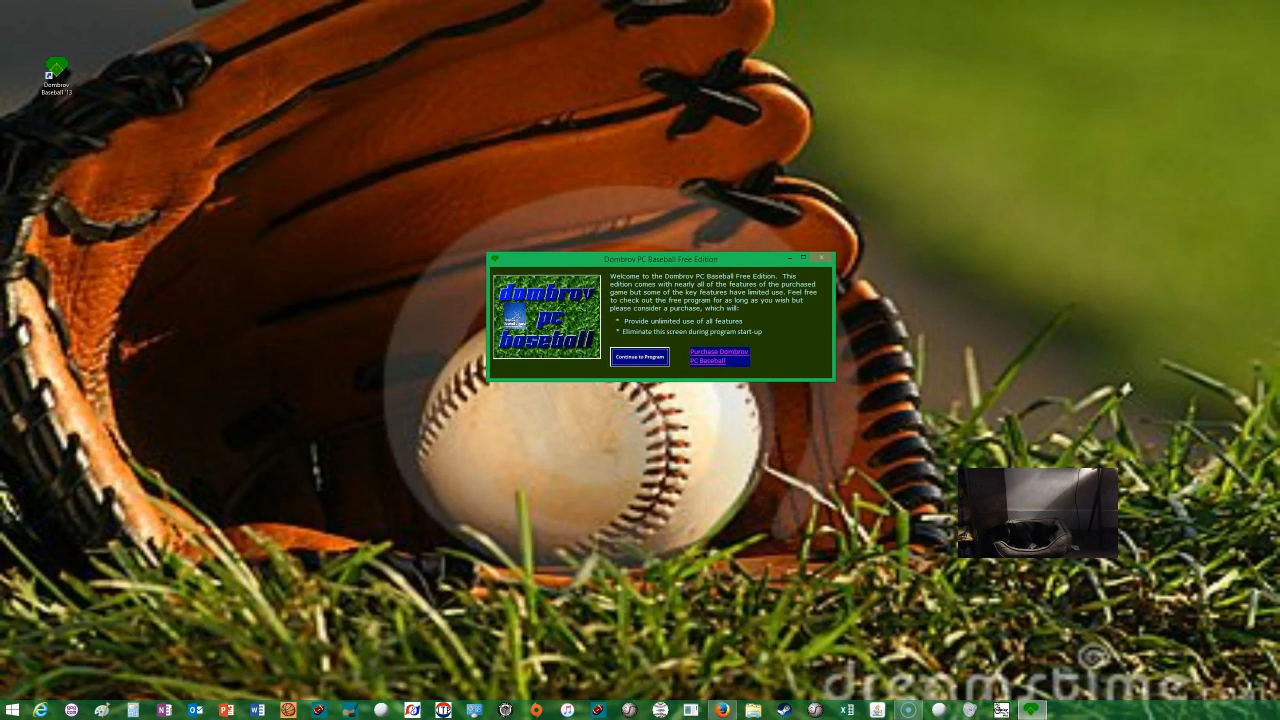 Dombrov
Baseball '13
Dombrov PC Baseball Free Edition
dombrov
pc
baseball
Welcome to the Dombrov PC Baseball Free Edition. This
edition comes with nearly all of the features of the purchased
game but some of the key features have limited use. Feel free
to check out the free program for as long as you wish but
please consider a purchase, which will:
* Provide unlimited use of all features
* Eliminate this screen during program start-up
Continue to Program
Purchase Dombrov
PC Baseball
dreamstime